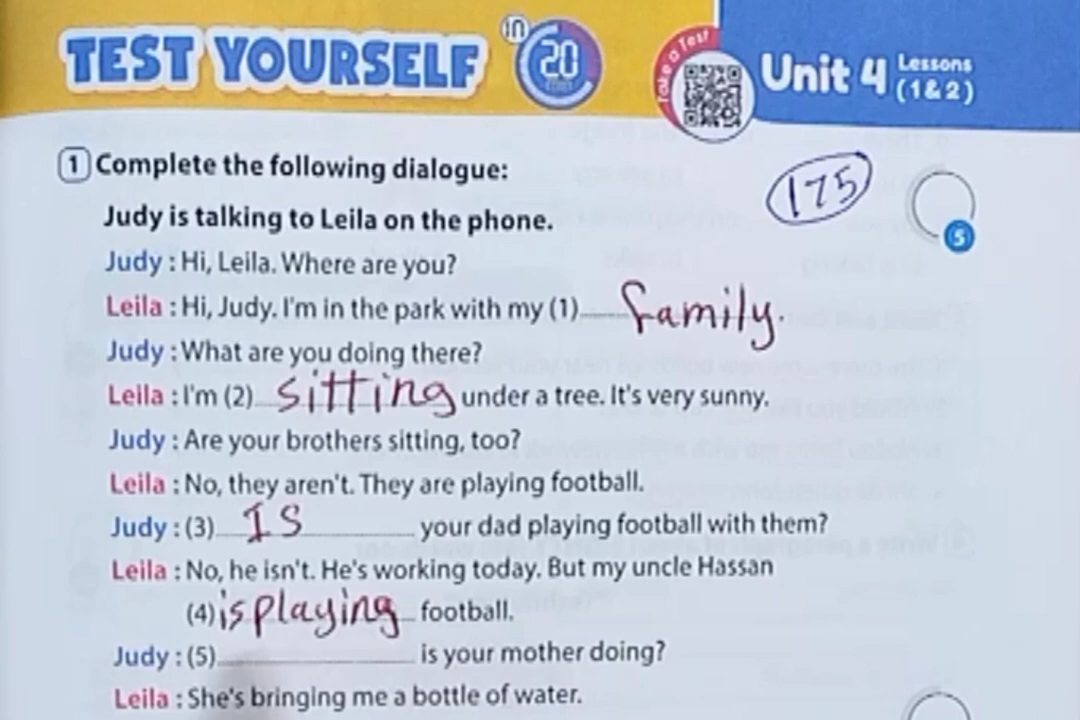 TEST YOURSELF in 20 min
Take a Test
Unit 4 Lessons (1&2)
1 Complete the following dialogue:
175
5
Judy is talking to Leila on the phone.
Judy : Hi, Leila. Where are you?
Leila : Hi, Judy. I'm in the park with my (1) family.
Judy : What are you doing there?
Leila : I'm (2) sitting under a tree. It's very sunny.
Judy : Are your brothers sitting, too?
Leila : No, they aren't. They are playing football.
Judy : (3) Is your dad playing football with them?
Leila : No, he isn't. He's working today. But my uncle Hassan
(4) is playing football.
Judy : (5) is your mother doing?
Leila : She's bringing me a bottle of water.